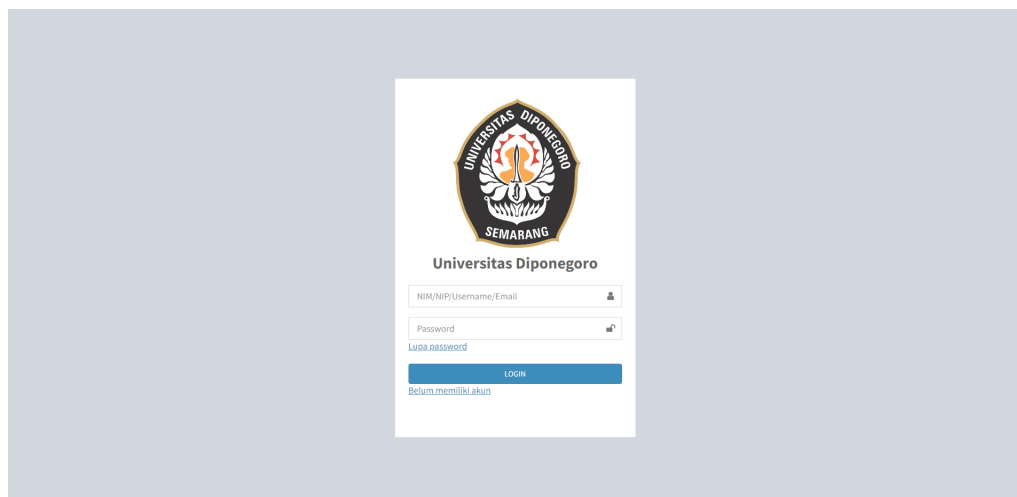 UNIVERSITAS DIPONEGORO
SEMARANG
Universitas Diponegoro
NIM/NIP/Username/Email
Password
Lupa password
LOGIN
Belum memiliki akun